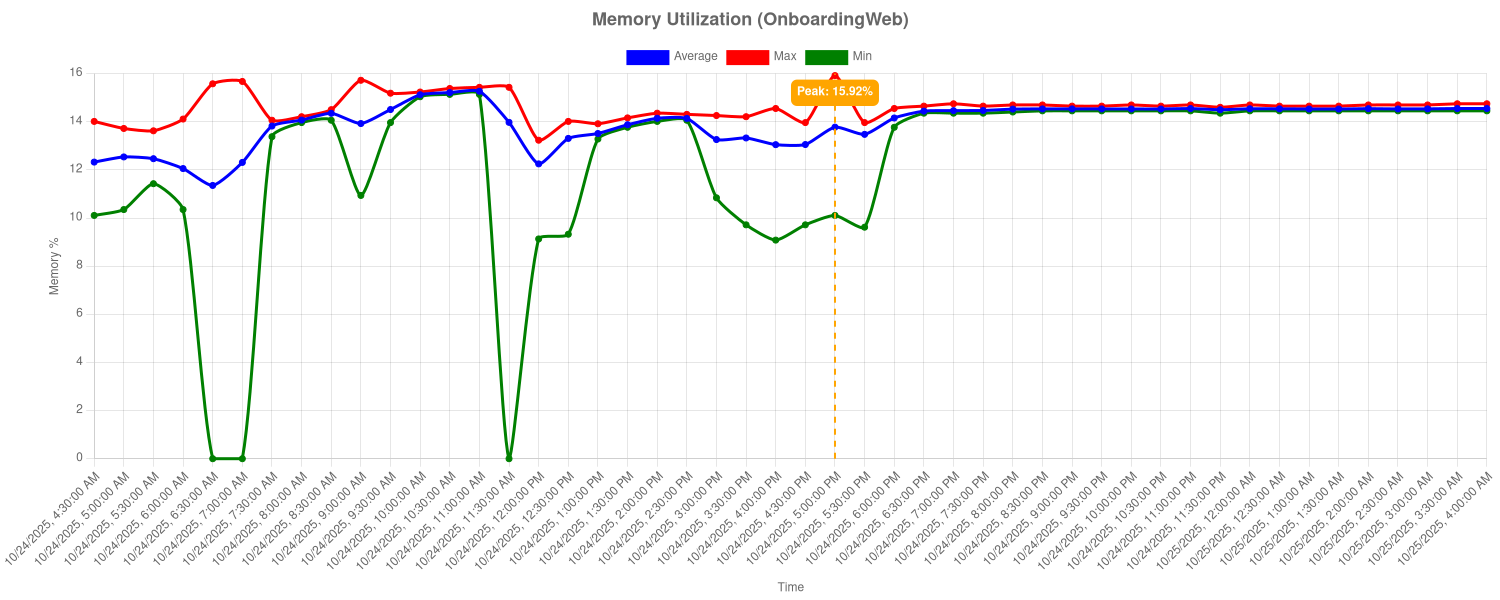 Memory Utilization (OnboardingWeb)
Average Max Min
Peak: 15.92%
Memory %
16
14
12
10
8
6
4
2
0
10/24/2025, 4:30:00 AM
10/24/2025, 5:00:00 AM
10/24/2025, 5:30:00 AM
10/24/2025, 6:00:00 AM
10/24/2025, 6:30:00 AM
10/24/2025, 7:00:00 AM
10/24/2025, 7:30:00 AM
10/24/2025, 8:00:00 AM
10/24/2025, 8:30:00 AM
10/24/2025, 9:00:00 AM
10/24/2025, 9:30:00 AM
10/24/2025, 10:00:00 AM
10/24/2025, 10:30:00 AM
10/24/2025, 11:00:00 AM
10/24/2025, 11:30:00 AM
10/24/2025, 12:00:00 PM
10/24/2025, 12:30:00 PM
10/24/2025, 1:00:00 PM
10/24/2025, 1:30:00 PM
10/24/2025, 2:00:00 PM
10/24/2025, 2:30:00 PM
10/24/2025, 3:00:00 PM
10/24/2025, 3:30:00 PM
10/24/2025, 4:00:00 PM
10/24/2025, 4:30:00 PM
10/24/2025, 5:00:00 PM
10/24/2025, 5:30:00 PM
10/24/2025, 6:00:00 PM
10/24/2025, 6:30:00 PM
10/24/2025, 7:00:00 PM
10/24/2025, 7:30:00 PM
10/24/2025, 8:00:00 PM
10/24/2025, 8:30:00 PM
10/24/2025, 9:00:00 PM
10/24/2025, 9:30:00 PM
10/24/2025, 10:00:00 PM
10/24/2025, 10:30:00 PM
10/24/2025, 11:00:00 PM
10/24/2025, 11:30:00 PM
10/25/2025, 12:00:00 AM
10/25/2025, 12:30:00 AM
10/25/2025, 1:00:00 AM
10/25/2025, 1:30:00 AM
10/25/2025, 2:00:00 AM
10/25/2025, 2:30:00 AM
10/25/2025, 3:00:00 AM
10/25/2025, 3:30:00 AM
10/25/2025, 4:00:00 AM
Time